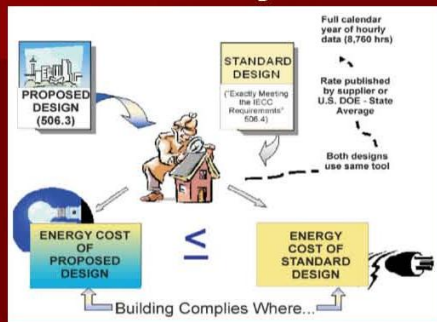 Full calendar
year of hourly
data (8,760 hrs)
PROPOSED
DESIGN
(506.3)
STANDARD
DESIGN
("Exactly Meeting
the IECC
Requirements"
506.4)
Rate published
by supplier or
U.S. DOE - State
Average
Both designs
use same tool
ENERGY COST
OF
PROPOSED
DESIGN
≤
ENERGY
COST OF
STANDARD
DESIGN
Building Complies Where...